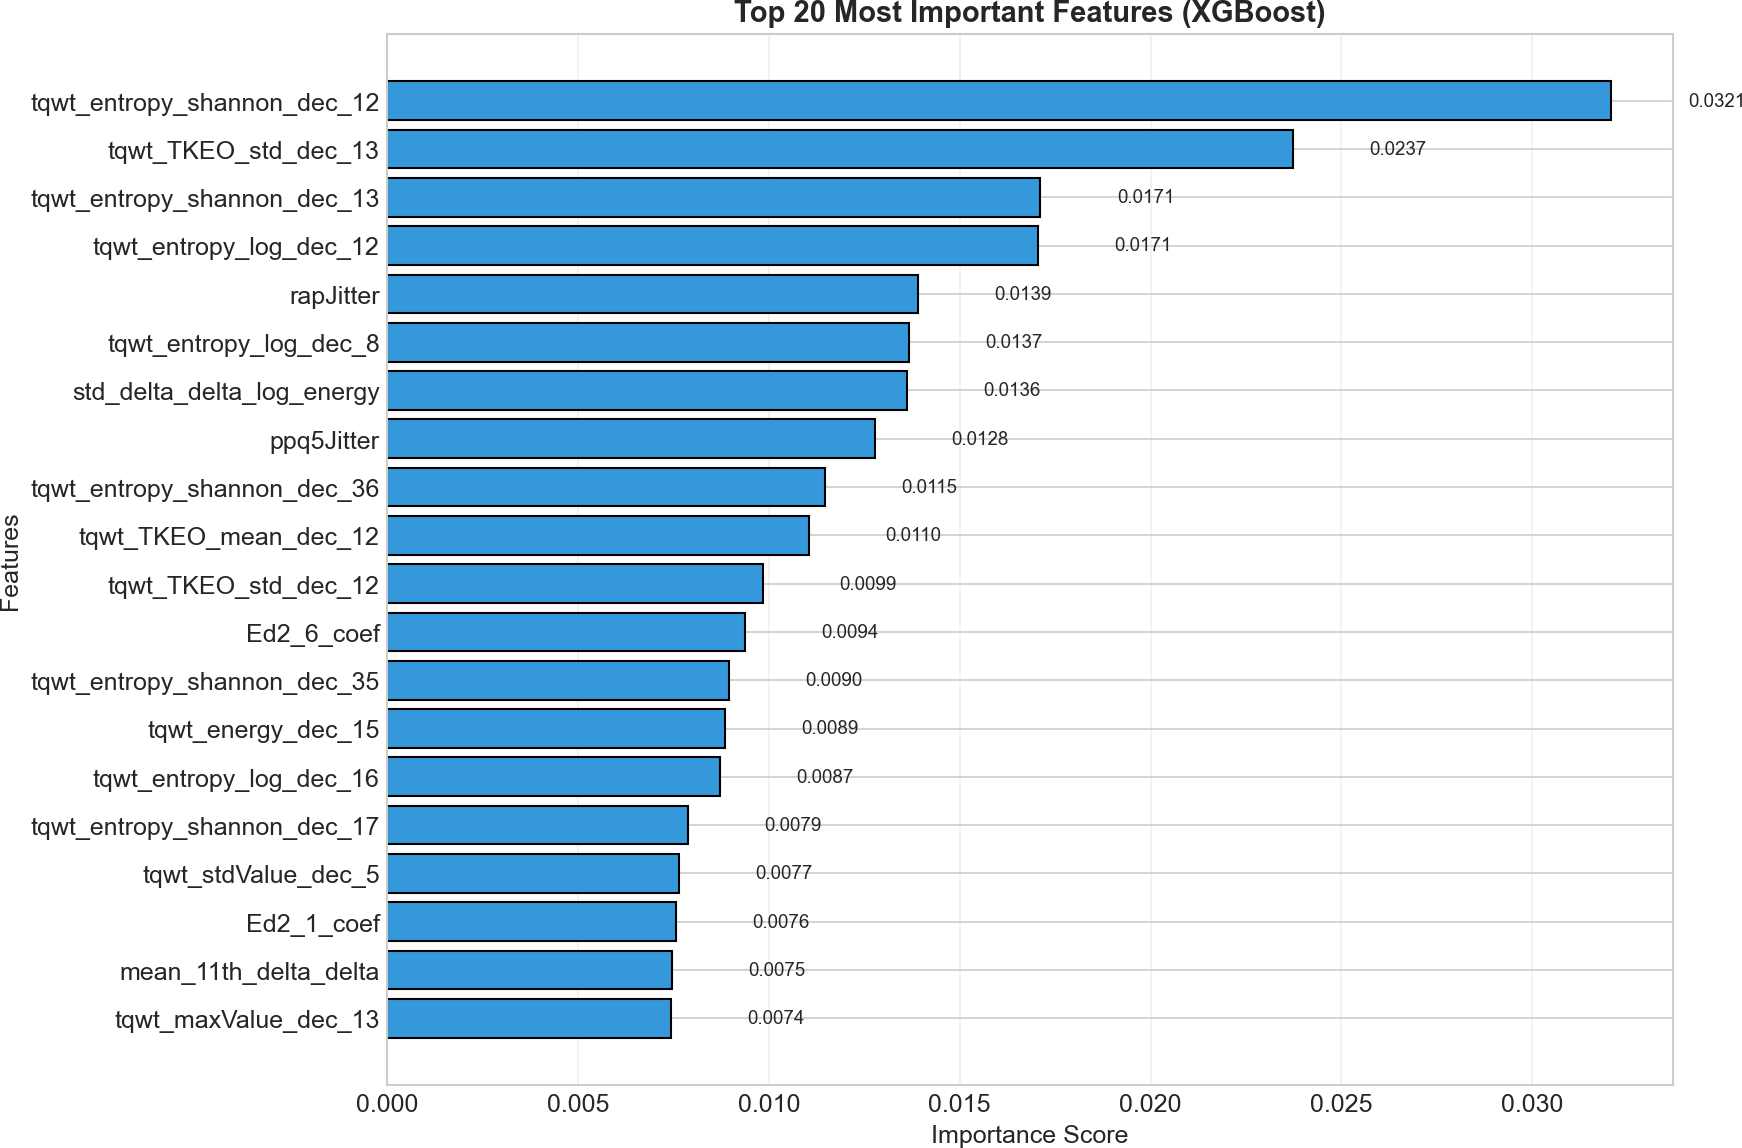 Top 20 Most Important Features (XGBoost)
tqwt_entropy_shannon_dec_12 0.0321
tqwt_TKEO_std_dec_13 0.0237
tqwt_entropy_shannon_dec_13 0.0171
tqwt_entropy_log_dec_12 0.0171
rapJitter 0.0139
tqwt_entropy_log_dec_8 0.0137
std_delta_delta_log_energy 0.0136
ppq5Jitter 0.0128
tqwt_entropy_shannon_dec_36 0.0115
tqwt_TKEO_mean_dec_12 0.0110
tqwt_TKEO_std_dec_12 0.0099
Ed2_6_coef 0.0094
tqwt_entropy_shannon_dec_35 0.0090
tqwt_energy_dec_15 0.0089
tqwt_entropy_log_dec_16 0.0087
tqwt_entropy_shannon_dec_17 0.0079
tqwt_stdValue_dec_5 0.0077
Ed2_1_coef 0.0076
mean_11th_delta_delta 0.0075
tqwt_maxValue_dec_13 0.0074
Features
0.000 0.005 0.010 0.015 0.020 0.025 0.030
Importance Score